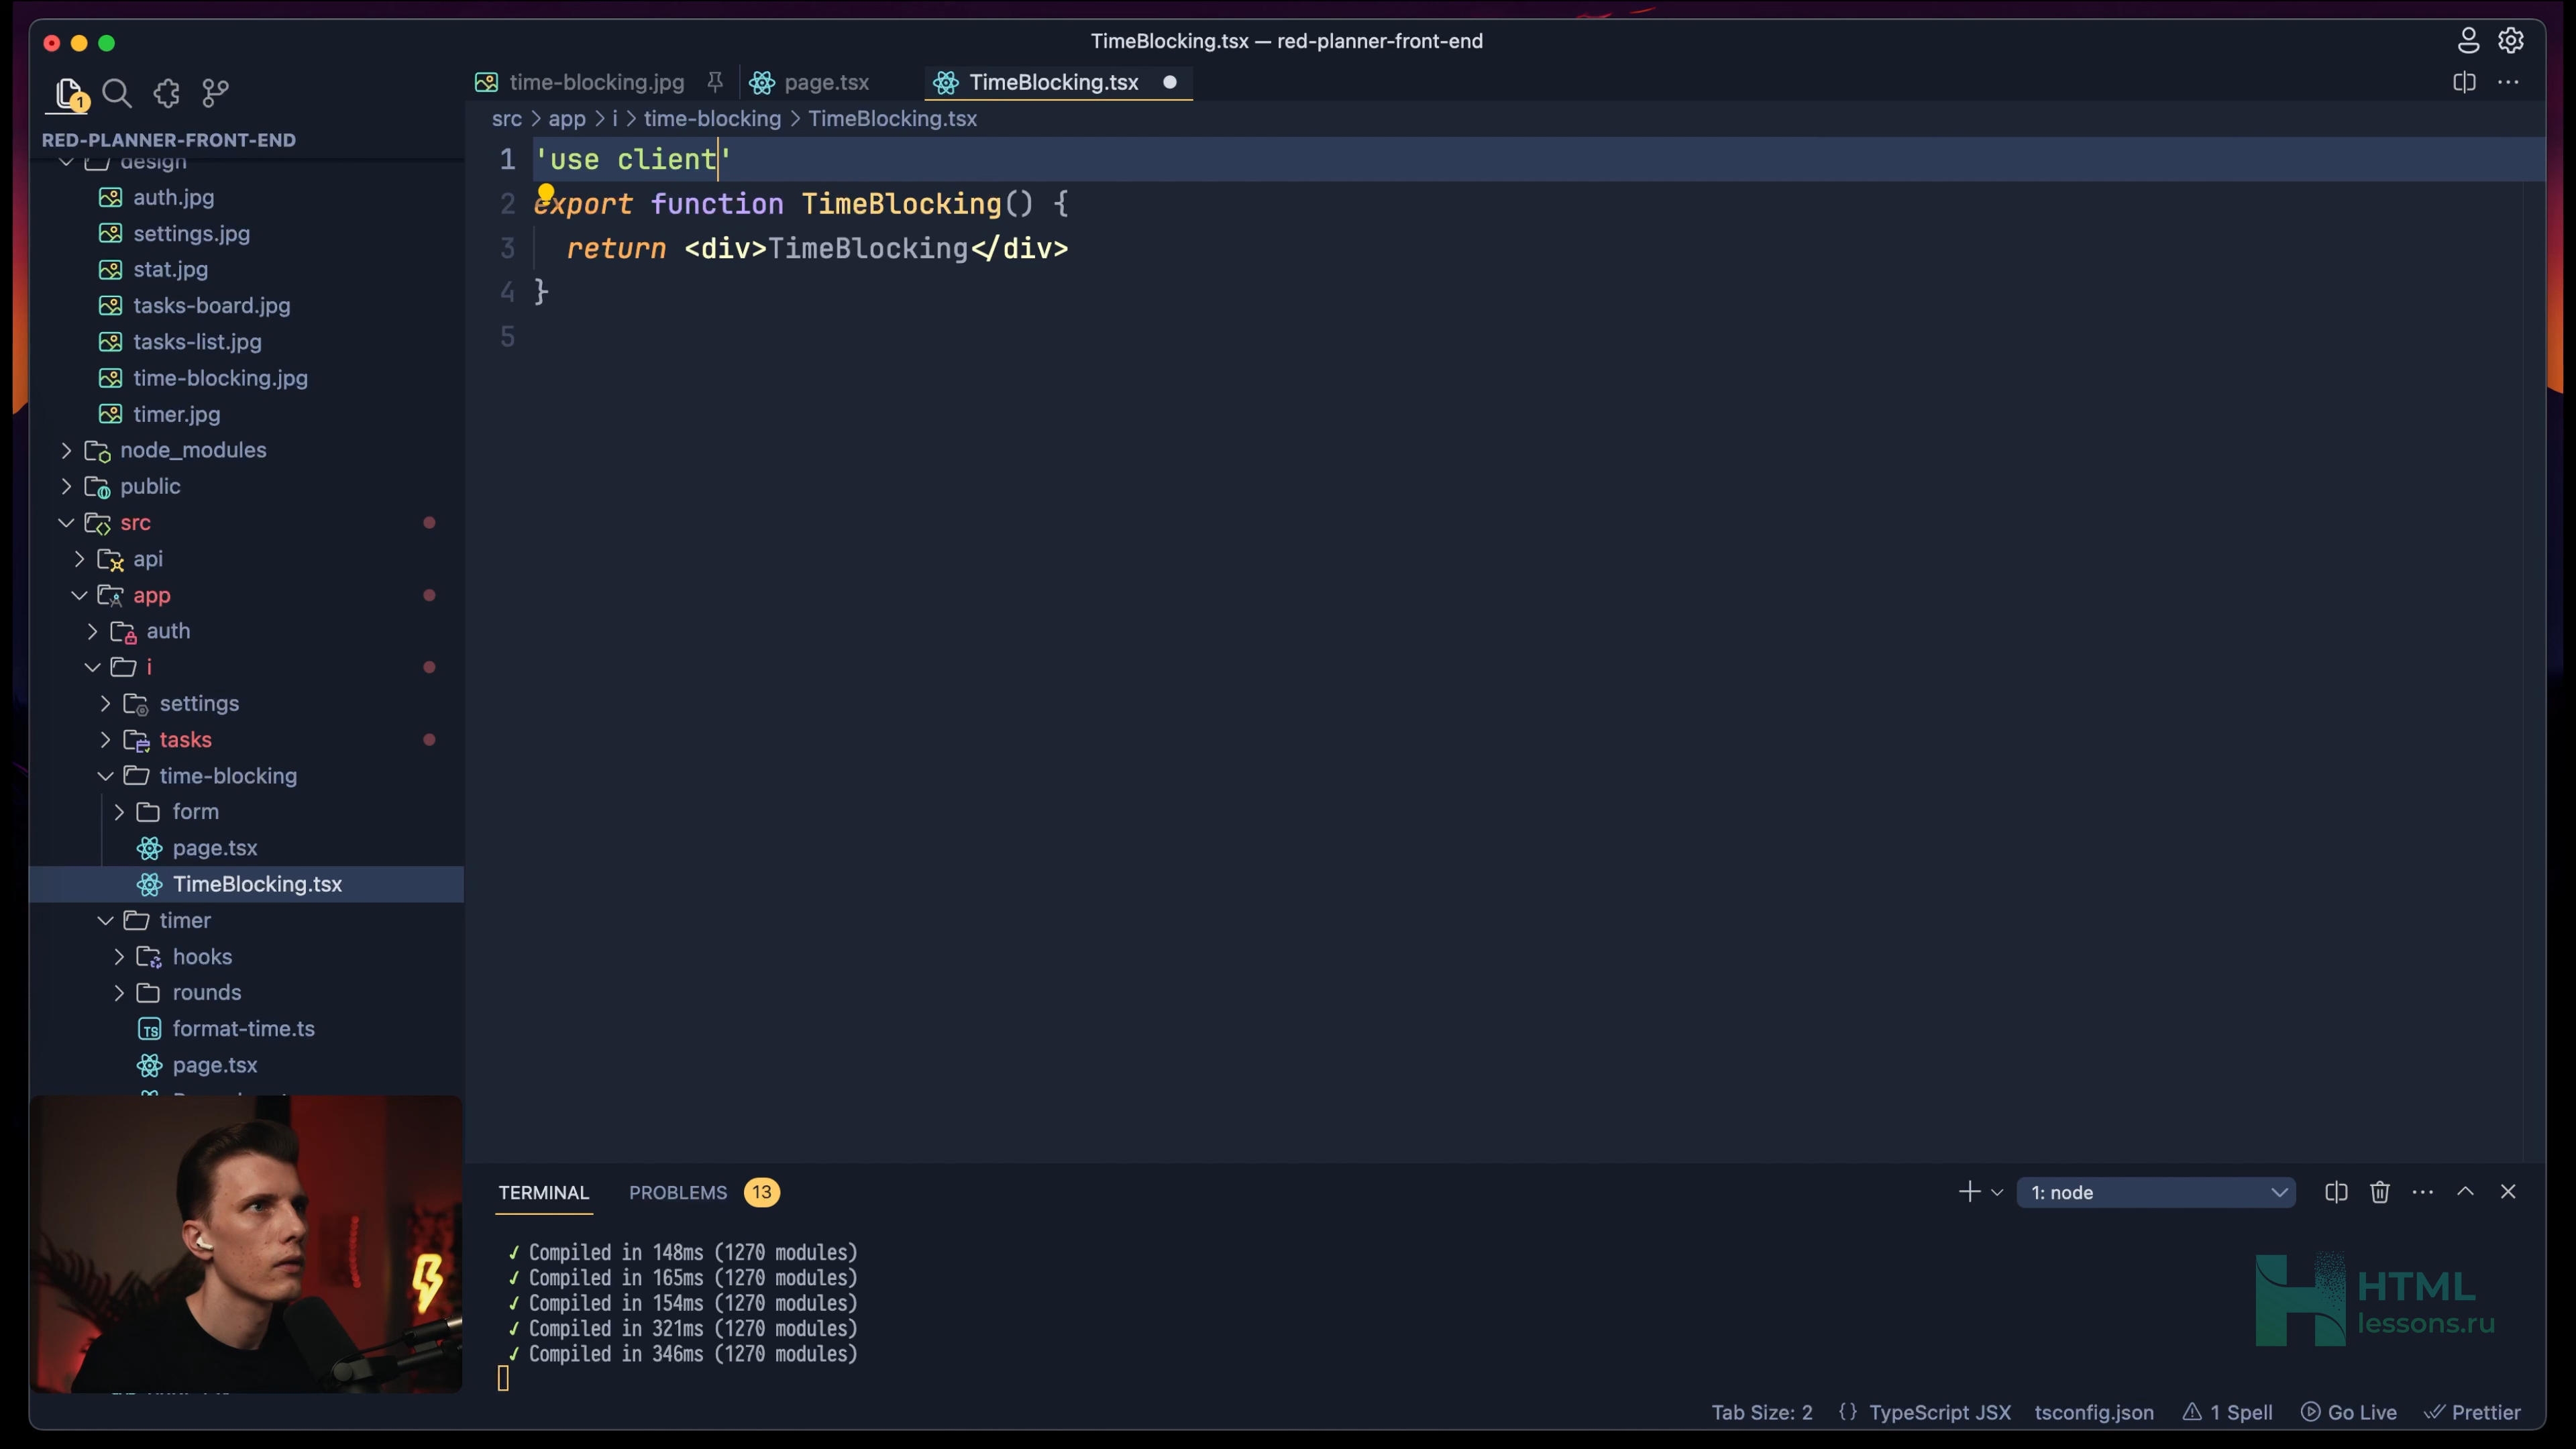 TimeBlocking.tsx — red-planner-front-end
1
time-blocking.jpg
page.tsx
TimeBlocking.tsx
RED-PLANNER-FRONT-END
src > app > i > time-blocking > TimeBlocking.tsx
design
auth.jpg
settings.jpg
stat.jpg
tasks-board.jpg
tasks-list.jpg
time-blocking.jpg
timer.jpg
node_modules
public
src
api
app
auth
i
settings
tasks
time-blocking
form
page.tsx
TimeBlocking.tsx
timer
hooks
rounds
TS format-time.ts
page.tsx
1 'use client'
2 export function TimeBlocking() {
3 return <div>TimeBlocking</div>
4 }
5
TERMINAL PROBLEMS 13
1: node
✓ Compiled in 148ms (1270 modules)
✓ Compiled in 165ms (1270 modules)
✓ Compiled in 154ms (1270 modules)
✓ Compiled in 321ms (1270 modules)
✓ Compiled in 346ms (1270 modules)
HTML
lessons.ru
Tab Size: 2 {} TypeScript JSX tsconfig.json 1 Spell Go Live Prettier